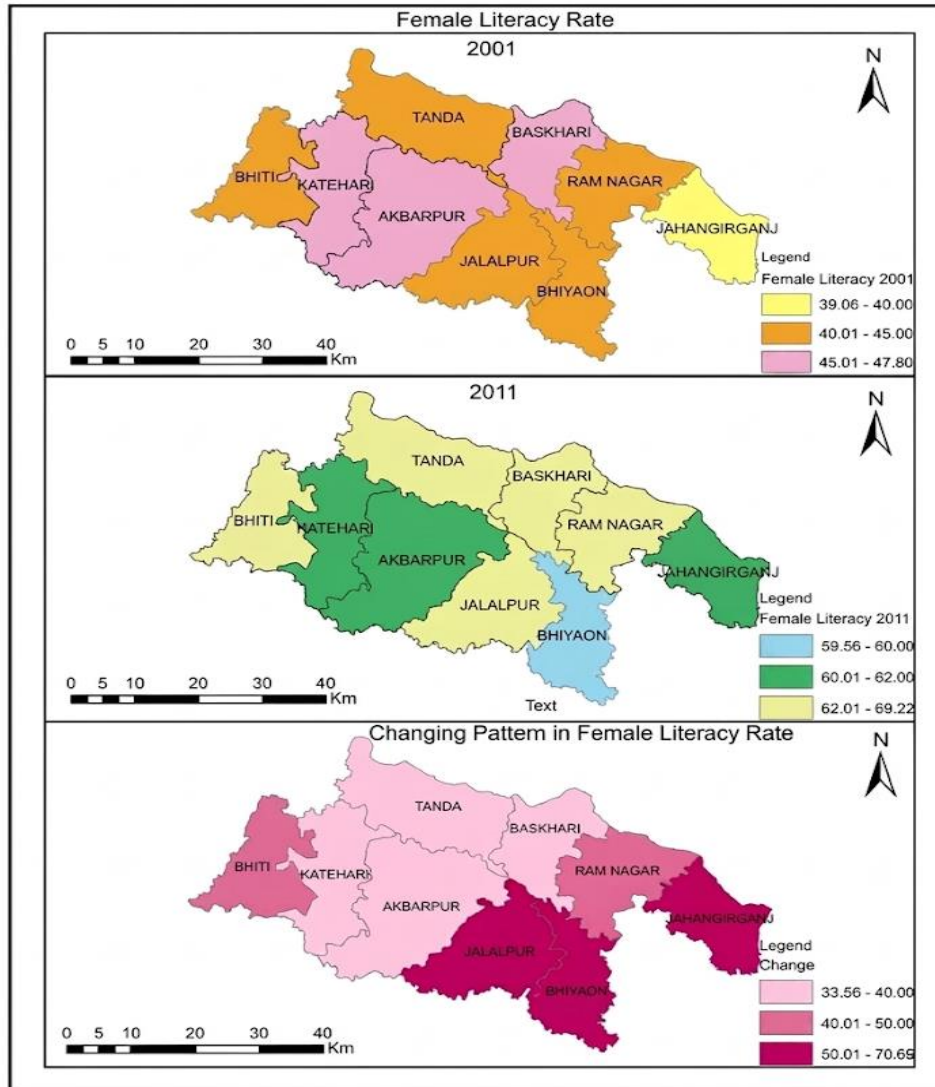 Female Literacy Rate
2001
N
TANDA
BASKHARI
BHITI
KATEHARI
RAM NAGAR
AKBARPUR
JAHANGIRGANJ
JALALPUR
BHIYAON
Legend
Female Literacy 2001
39.06 - 40.00
40.01 - 45.00
45.01 - 47.80
0 5 10 20 30 40
Km
2011
N
TANDA
BASKHARI
BHITI
KATEHARI
RAM NAGAR
AKBARPUR
JAHANGIRGANJ
JALALPUR
BHIYAON
Legend
Female Literacy 2011
59.56 - 60.00
60.01 - 62.00
62.01 - 69.22
0 5 10 20 30 40
Km
Text
Changing Pattern in Female Literacy Rate
N
TANDA
BASKHARI
BHITI
KATEHARI
RAM NAGAR
AKBARPUR
JAHANGIRGANJ
JALALPUR
BHIYAON
Legend
Change
33.56 - 40.00
40.01 - 50.00
50.01 - 70.69
0 5 10 20 30 40
Km